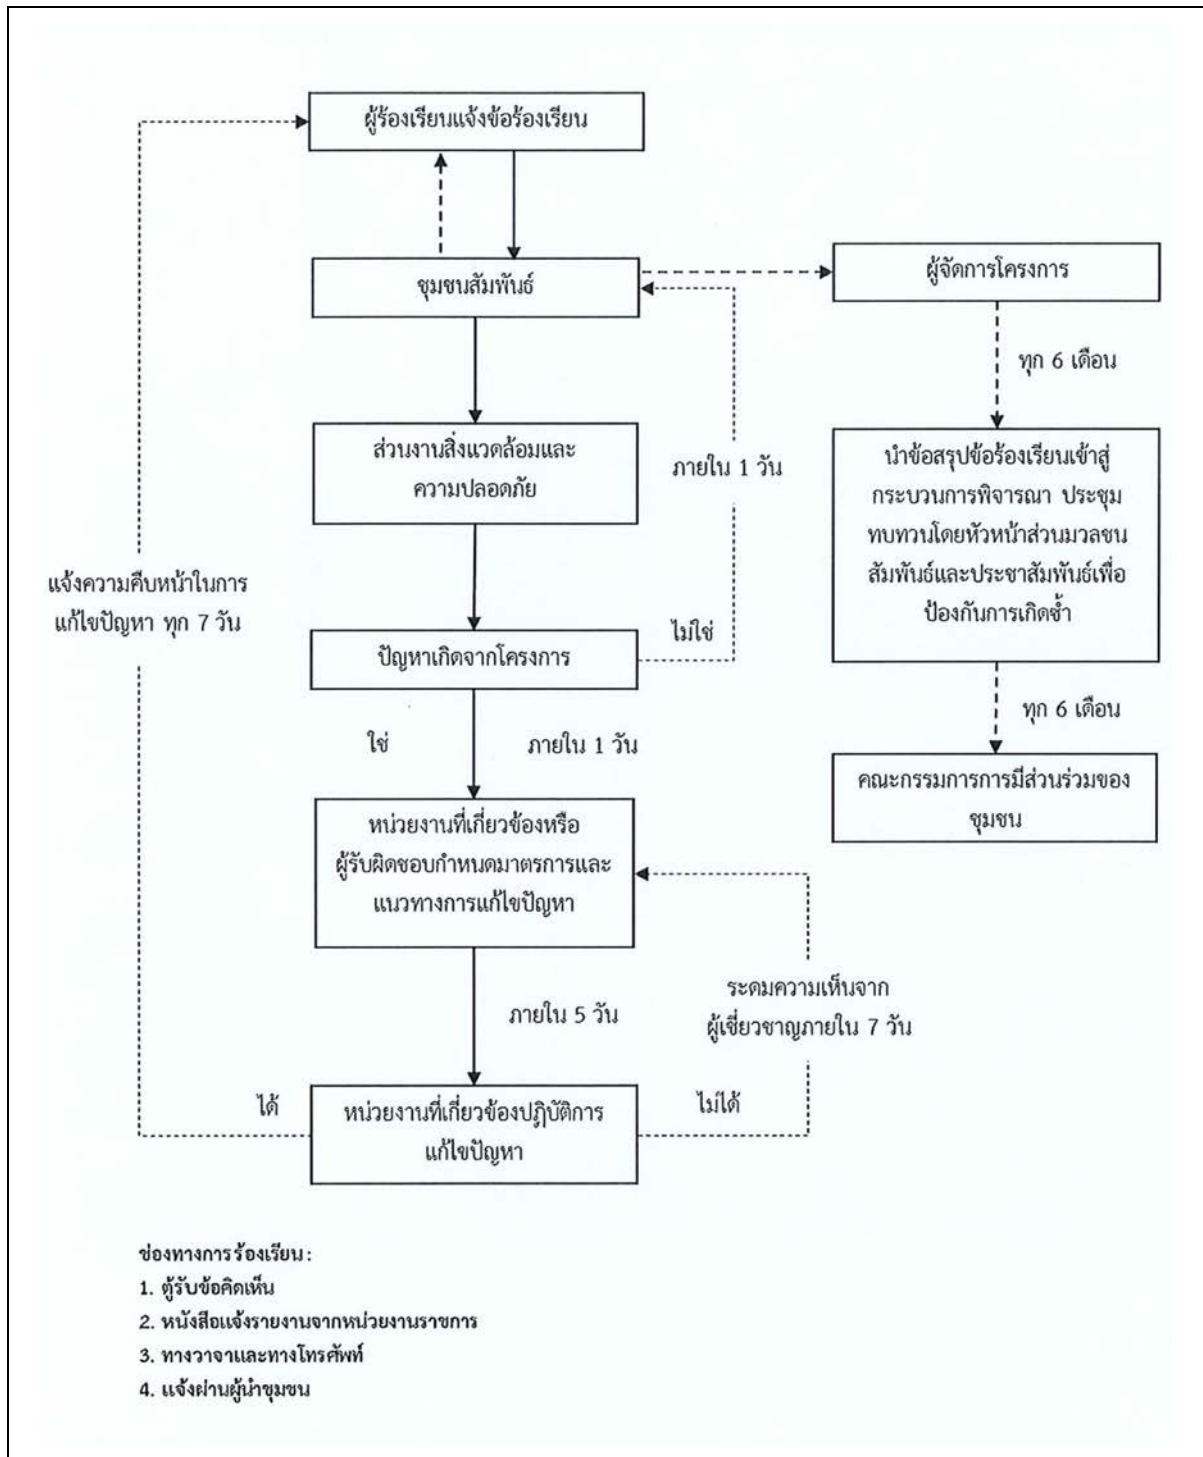 ผู้ร้องเรียนแจ้งข้อร้องเรียน
ชุมชนสัมพันธ์
ผู้จัดการโครงการ
ทุก 6 เดือน
ส่วนงานสิ่งแวดล้อมและ
ความปลอดภัย
ภายใน 1 วัน
นำข้อสรุปข้อร้องเรียนเข้าสู่
กระบวนการพิจารณา ประชุม
ทบทวนโดยหัวหน้าส่วนมวลชน
สัมพันธ์และประชาสัมพันธ์เพื่อ
ป้องกันการเกิดซ้ำ
แจ้งความคืบหน้าในการ
แก้ไขปัญหา ทุก 7 วัน
ปัญหาเกิดจากโครงการ
ไม่ใช่
ทุก 6 เดือน
ใช่
ภายใน 1 วัน
คณะกรรมการการมีส่วนร่วมของ
ชุมชน
หน่วยงานที่เกี่ยวข้องหรือ
ผู้รับผิดชอบกำหนดมาตรการและ
แนวทางการแก้ไขปัญหา
ภายใน 5 วัน
ระดมความเห็นจาก
ผู้เชี่ยวชาญภายใน 7 วัน
ได้
หน่วยงานที่เกี่ยวข้องปฏิบัติการ
แก้ไขปัญหา
ไม่ได้
ช่องทางการร้องเรียน :
1. ตู้รับข้อคิดเห็น
2. หนังสือแจ้งรายงานจากหน่วยงานราชการ
3. ทางวาจาและทางโทรศัพท์
4. แจ้งผ่านผู้นำชุมชน